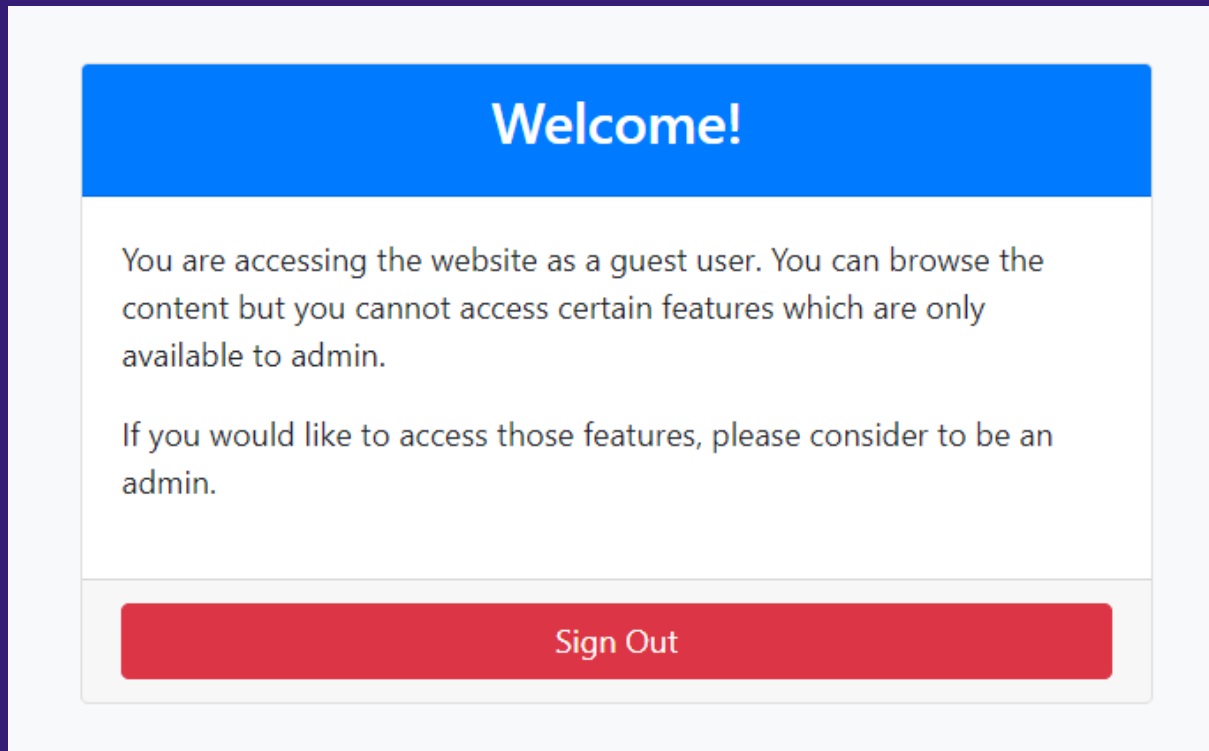 Welcome!
You are accessing the website as a guest user. You can browse the
content but you cannot access certain features which are only
available to admin.
If you would like to access those features, please consider to be an
admin.
Sign Out